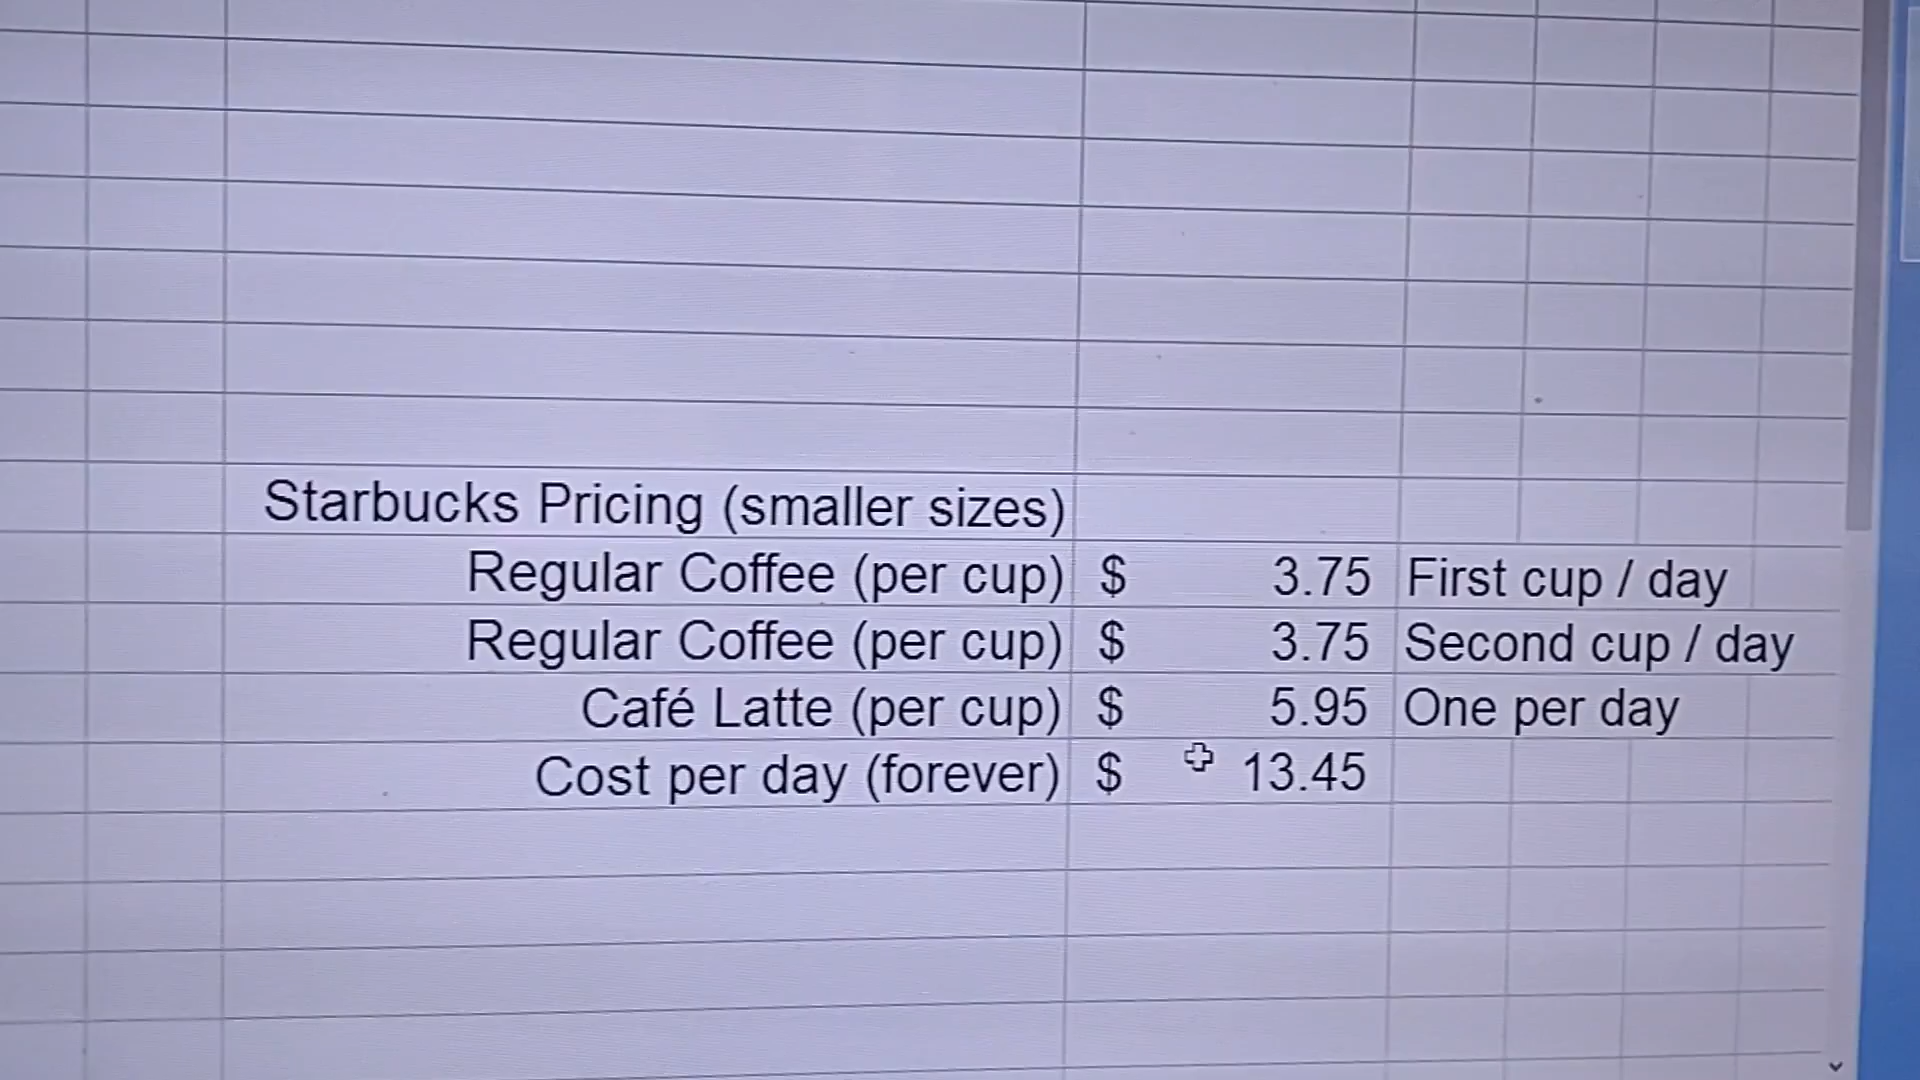 Starbucks Pricing (smaller sizes)
Regular Coffee (per cup) $ 3.75 First cup / day
Regular Coffee (per cup) $ 3.75 Second cup / day
Café Latte (per cup) $ 5.95 One per day
Cost per day (forever) $ 13.45